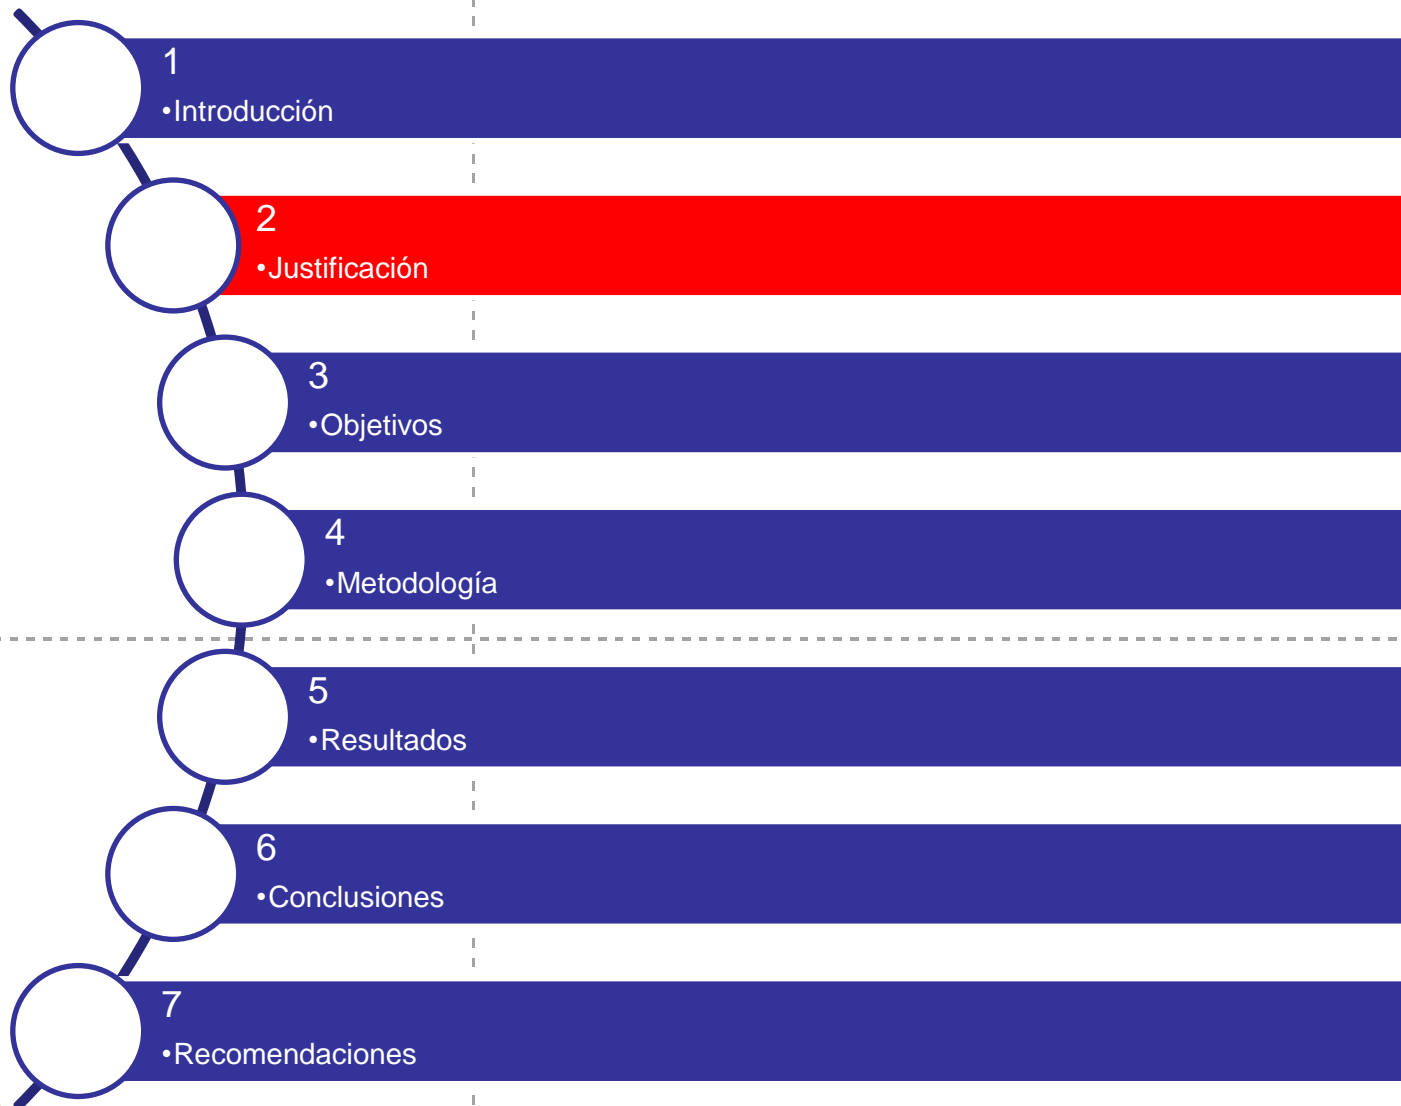 1
•Introducción
2
•Justificación
3
•Objetivos
4
•Metodología
5
•Resultados
6
•Conclusiones
7
•Recomendaciones